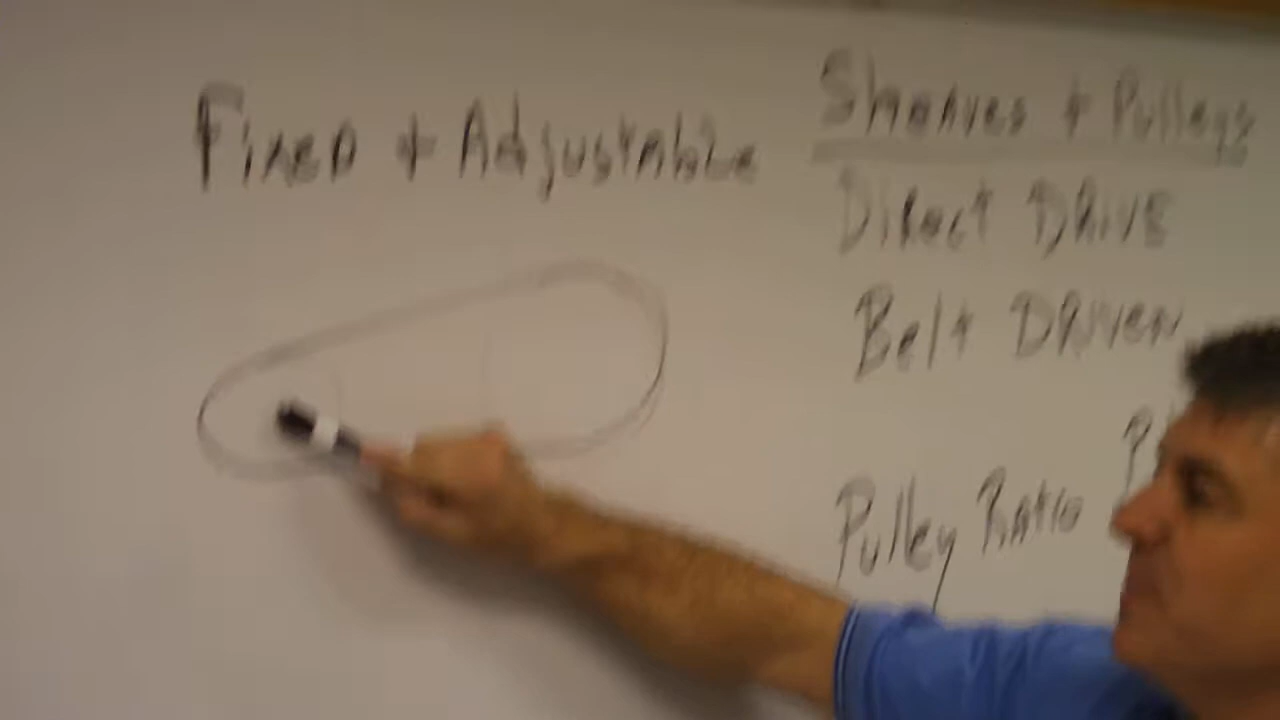 Fixed + Adjustable
Sheaves + Pulleys
Direct Drive
Belt Driven
Pulley Ratio